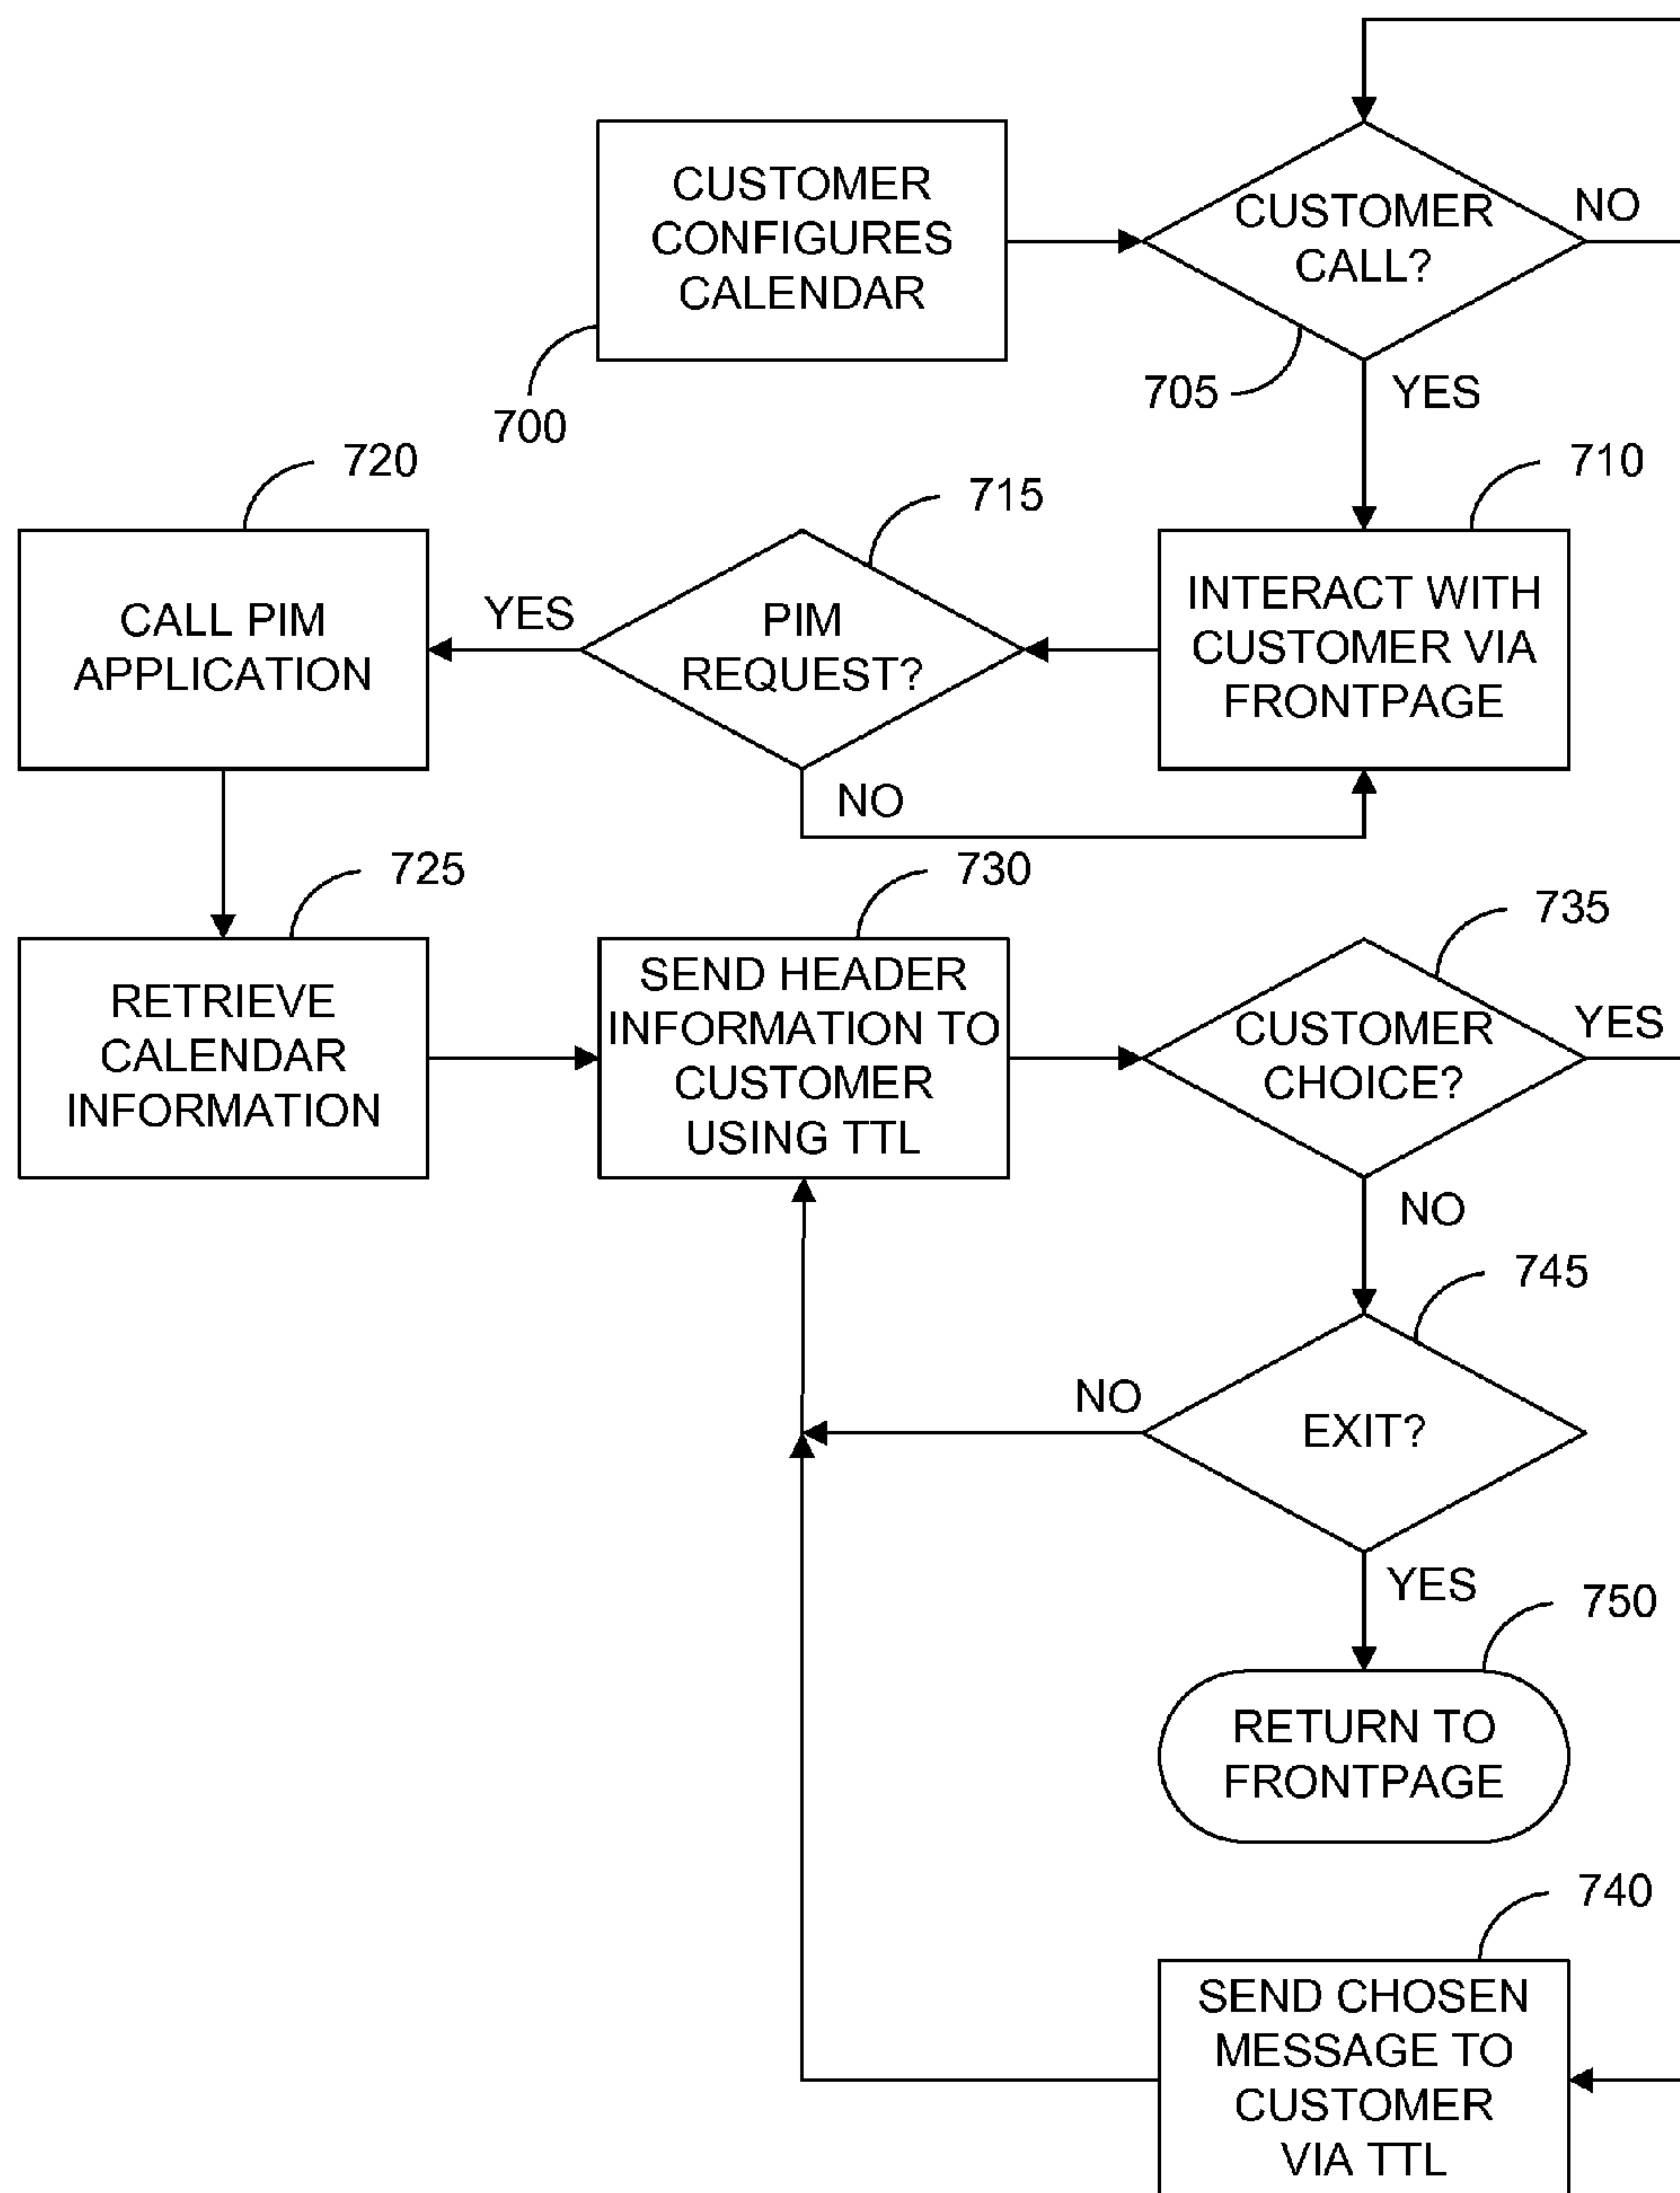 CUSTOMER
CONFIGURES
CALENDAR
700
CUSTOMER
CALL?
NO
705
YES
720
715
710
CALL PIM
APPLICATION
YES
PIM
REQUEST?
INTERACT WITH
CUSTOMER VIA
FRONTPAGE
NO
725
730
735
RETRIEVE
CALENDAR
INFORMATION
SEND HEADER
INFORMATION TO
CUSTOMER
USING TTL
CUSTOMER
CHOICE?
YES
NO
745
NO
EXIT?
YES
750
RETURN TO
FRONTPAGE
740
SEND CHOSEN
MESSAGE TO
CUSTOMER
VIA TTL